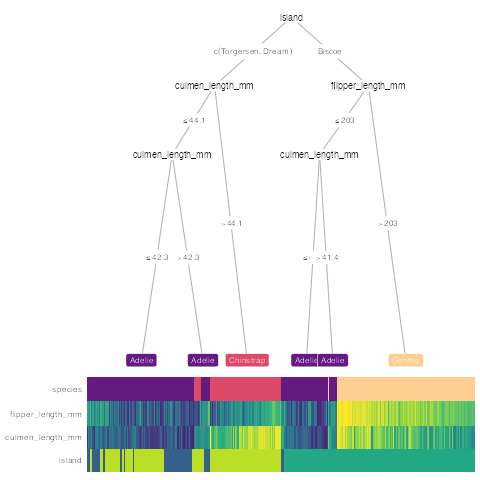 island
c(Torgersen, Dream) Biscoe
culmen_length_mm flipper_length_mm
≤ 44.1 ≤ 203
culmen_length_mm culmen_length_mm
> 44.1 > 203
≤ 42.3 > 42.3 > 41.4
Adelie Adelie Chinstrap Adelie Adelie Gentoo
species
flipper_length_mm
culmen_length_mm
island